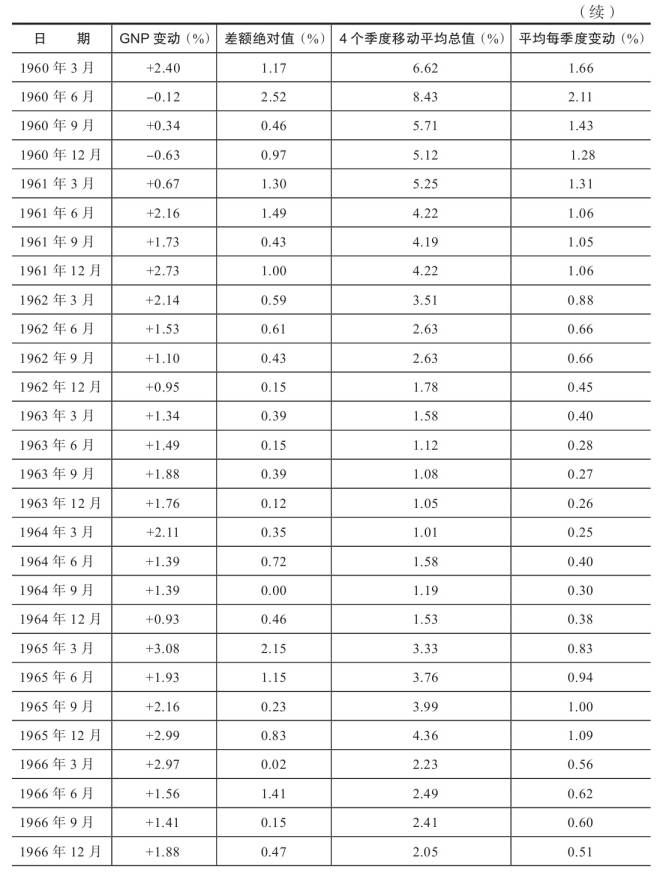 （续）
日 期 GNP 变动（%） 差额绝对值（%） 4 个季度移动平均总值（%） 平均每季度变动（%）
1960 年 3 月 +2.40 1.17 6.62 1.66
1960 年 6 月 –0.12 2.52 8.43 2.11
1960 年 9 月 +0.34 0.46 5.71 1.43
1960 年 12 月 –0.63 0.97 5.12 1.28
1961 年 3 月 +0.67 1.30 5.25 1.31
1961 年 6 月 +2.16 1.49 4.22 1.06
1961 年 9 月 +1.73 0.43 4.19 1.05
1961 年 12 月 +2.73 1.00 4.22 1.06
1962 年 3 月 +2.14 0.59 3.51 0.88
1962 年 6 月 +1.53 0.61 2.63 0.66
1962 年 9 月 +1.10 0.43 2.63 0.66
1962 年 12 月 +0.95 0.15 1.78 0.45
1963 年 3 月 +1.34 0.39 1.58 0.40
1963 年 6 月 +1.49 0.15 1.12 0.28
1963 年 9 月 +1.88 0.39 1.08 0.27
1963 年 12 月 +1.76 0.12 1.05 0.26
1964 年 3 月 +2.11 0.35 1.01 0.25
1964 年 6 月 +1.39 0.72 1.58 0.40
1964 年 9 月 +1.39 0.00 1.19 0.30
1964 年 12 月 +0.93 0.46 1.53 0.38
1965 年 3 月 +3.08 2.15 3.33 0.83
1965 年 6 月 +1.93 1.15 3.76 0.94
1965 年 9 月 +2.16 0.23 3.99 1.00
1965 年 12 月 +2.99 0.83 4.36 1.09
1966 年 3 月 +2.97 0.02 2.23 0.56
1966 年 6 月 +1.56 1.41 2.49 0.62
1966 年 9 月 +1.41 0.15 2.41 0.60
1966 年 12 月 +1.88 0.47 2.05 0.51